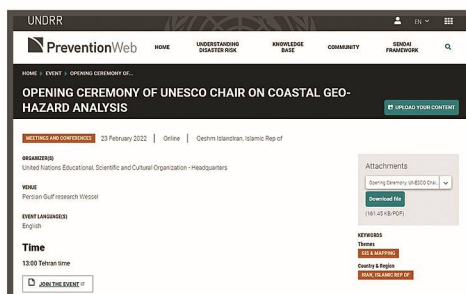 UNDRR
EN
PreventionWeb
HOME
UNDERSTANDING
DISASTER RISK
KNOWLEDGE
BASE
COMMUNITY
SENDAI
FRAMEWORK
HOME > EVENT > OPENING CEREMONY OF...
OPENING CEREMONY OF UNESCO CHAIR ON COASTAL GEO-
HAZARD ANALYSIS
UPLOAD YOUR CONTENT
MEETINGS AND CONFERENCES 23 February 2022 | Online | Qeshm Islandiran, Islamic Rep of
ORGANIZER(S)
United Nations Educational, Scientific and Cultural Organization - Headquarters
VENUE
Persian Gulf research Wessel
EVENT LANGUAGE(S)
English
Time
13:00 Tehran time
JOIN THE EVENT
Attachments
Opening Ceremony: UNESCO Chai..
Download file
(161.45 KB/PDF)
KEYWORDS
Themes
GIS & MAPPING
Country & Region
IRAN, ISLAMIC REP OF